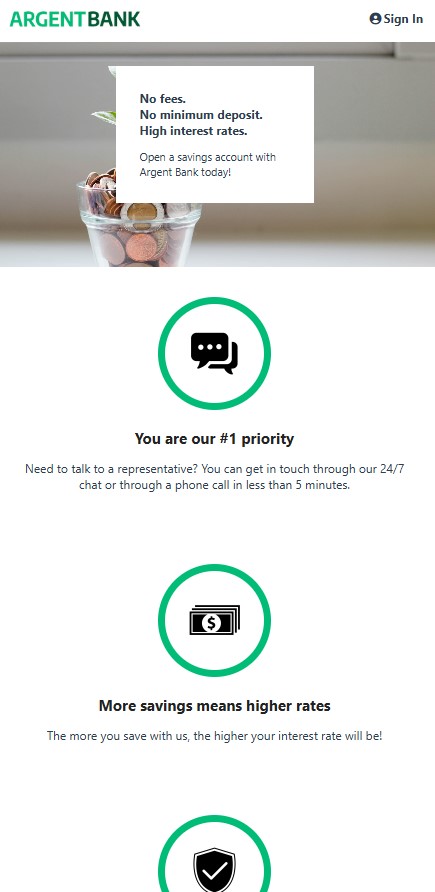 ARGENTBANK
Sign In
No fees.
No minimum deposit.
High interest rates.
Open a savings account with
Argent Bank today!
You are our #1 priority
Need to talk to a representative? You can get in touch through our 24/7
chat or through a phone call in less than 5 minutes.
$
More savings means higher rates
The more you save with us, the higher your interest rate will be!